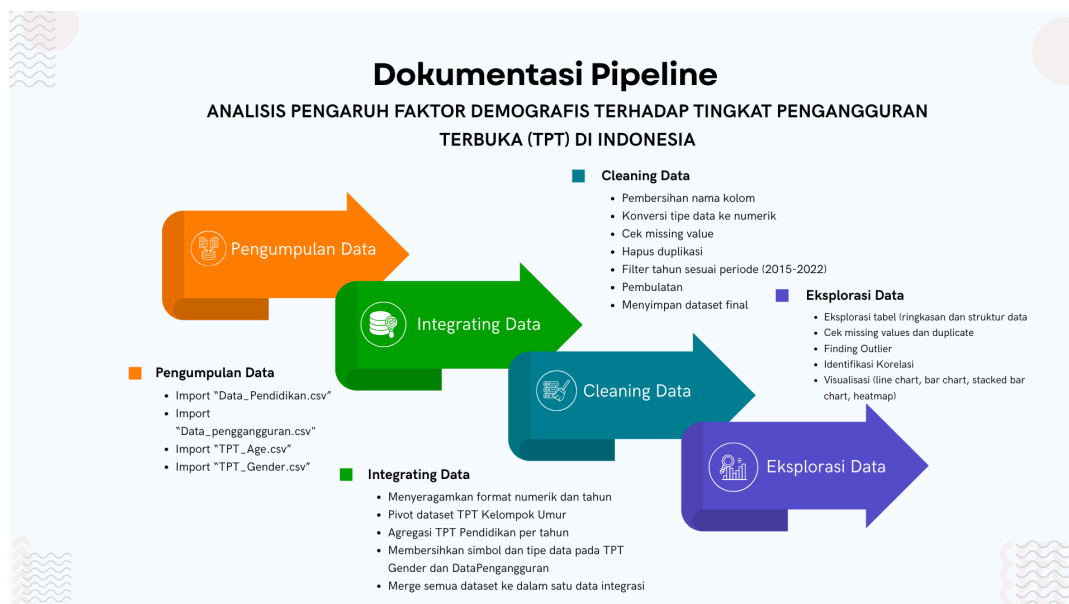 Dokumentasi Pipeline
ANALISIS PENGARUH FAKTOR DEMOGRAFIS TERHADAP TINGKAT PENGANGGURAN
TERBUKA (TPT) DI INDONESIA
Pengumpulan Data
Integrating Data
Cleaning Data
Eksplorasi Data
Pengumpulan Data
• Import “Data_Pendidikan.csv”
• Import
“Data_penggangguran.csv"
• Import “TPT_Age.csv”
• Import “TPT_Gender.csv”
Integrating Data
• Menyeragamkan format numerik dan tahun
• Pivot dataset TPT Kelompok Umur
• Agregasi TPT Pendidikan per tahun
• Membersihkan simbol dan tipe data pada TPT
Gender dan DataPengangguran
• Merge semua dataset ke dalam satu data integrasi
Cleaning Data
• Pembersihan nama kolom
• Konversi tipe data ke numerik
• Cek missing value
• Hapus duplikasi
• Filter tahun sesuai periode (2015-2022)
• Pembulatan
• Menyimpan dataset final
Eksplorasi Data
• Eksplorasi tabel (ringkasan dan struktur data
• Cek missing values dan duplicate
• Finding Outlier
• Identifikasi Korelasi
• Visualisasi (line chart, bar chart, stacked bar
chart, heatmap)